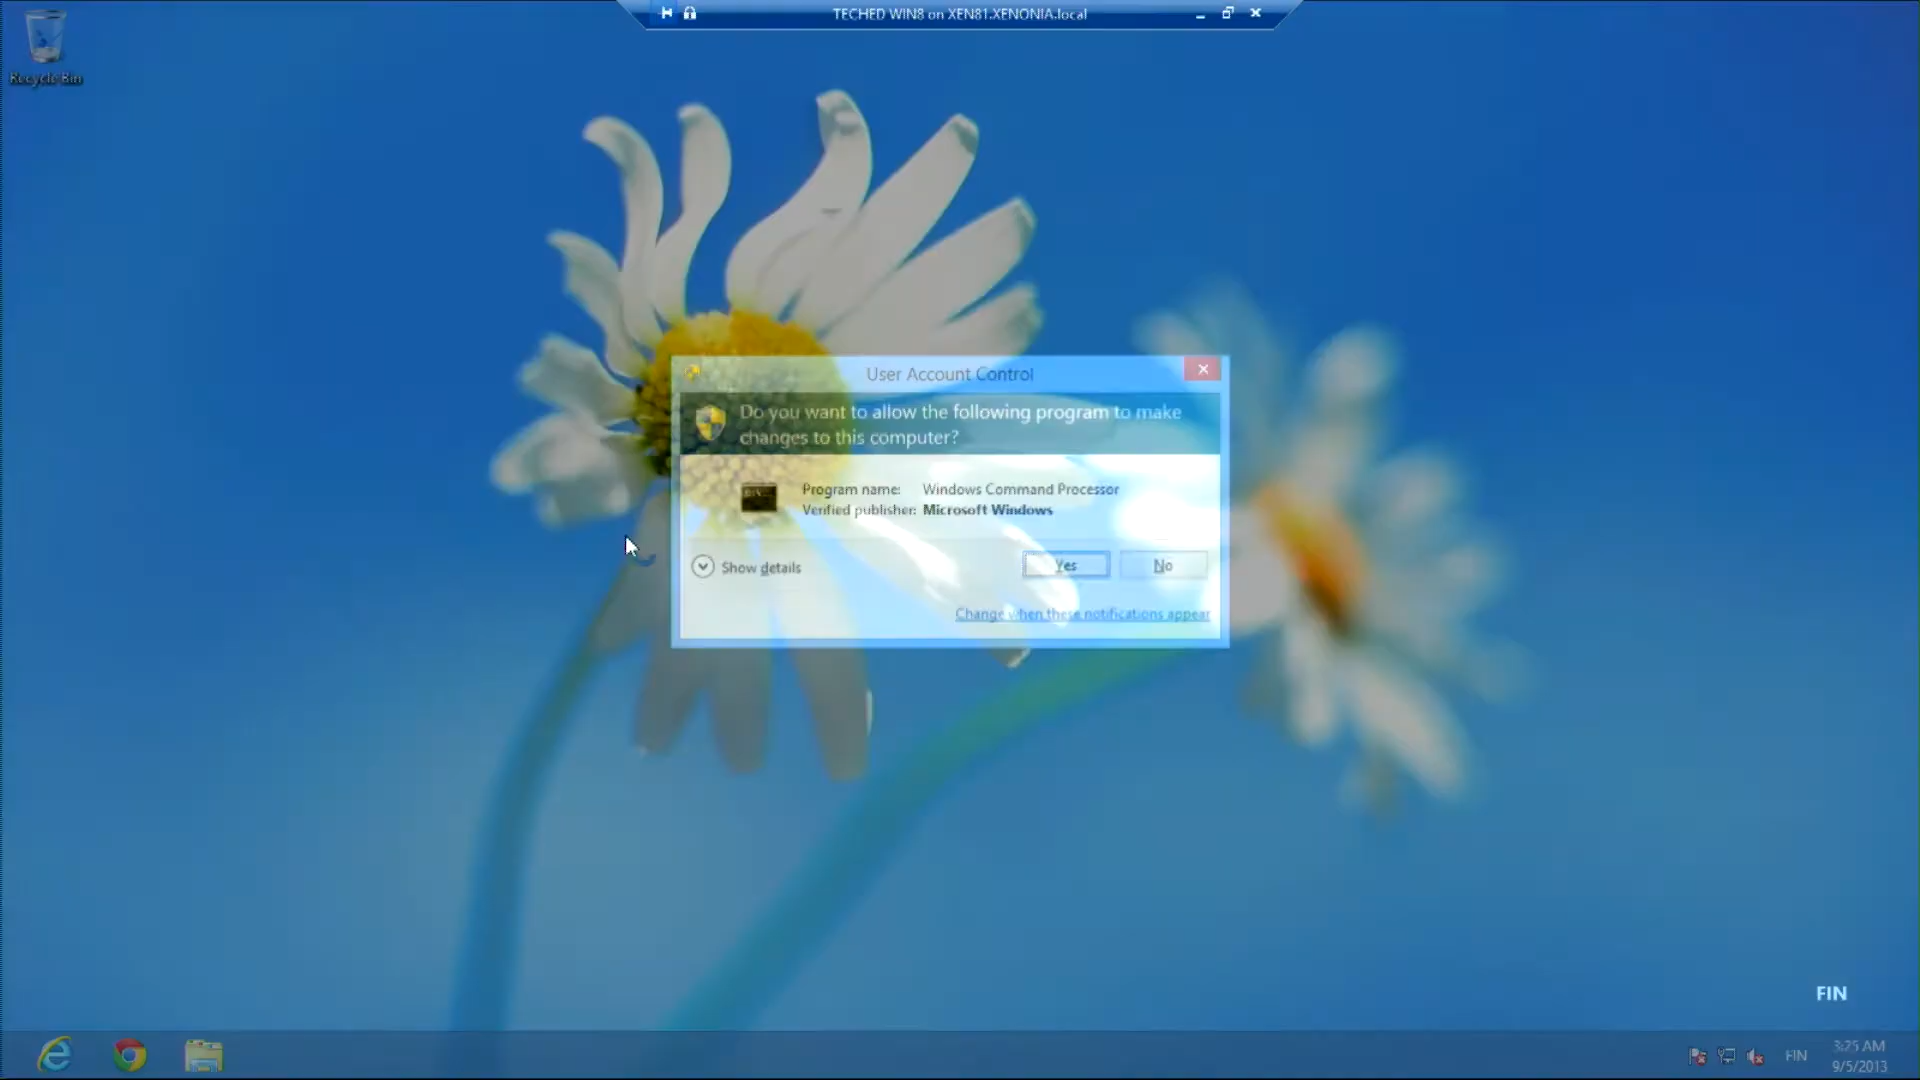 TECHED WIN8 on XEN81.XENONIA.local
Recycle Bin
User Account Control
Do you want to allow the following program to make
changes to this computer?
Program name: Windows Command Processor
Verified publisher: Microsoft Windows
Show details
Yes
No
Change when these notifications appear
FIN
FIN
3:25 AM
9/5/2013